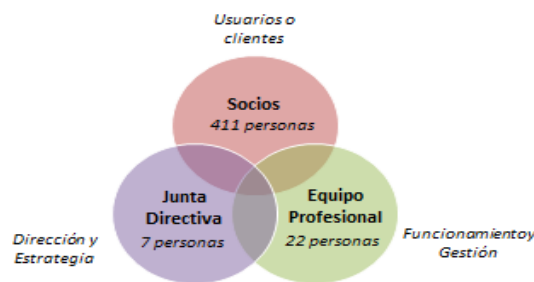 Usuarios o
clientes
Socios
411 personas
Junta
Directiva
7 personas
Equipo
Profesional
22 personas
Dirección y
Estrategia
Funcionamientoy
Gestión